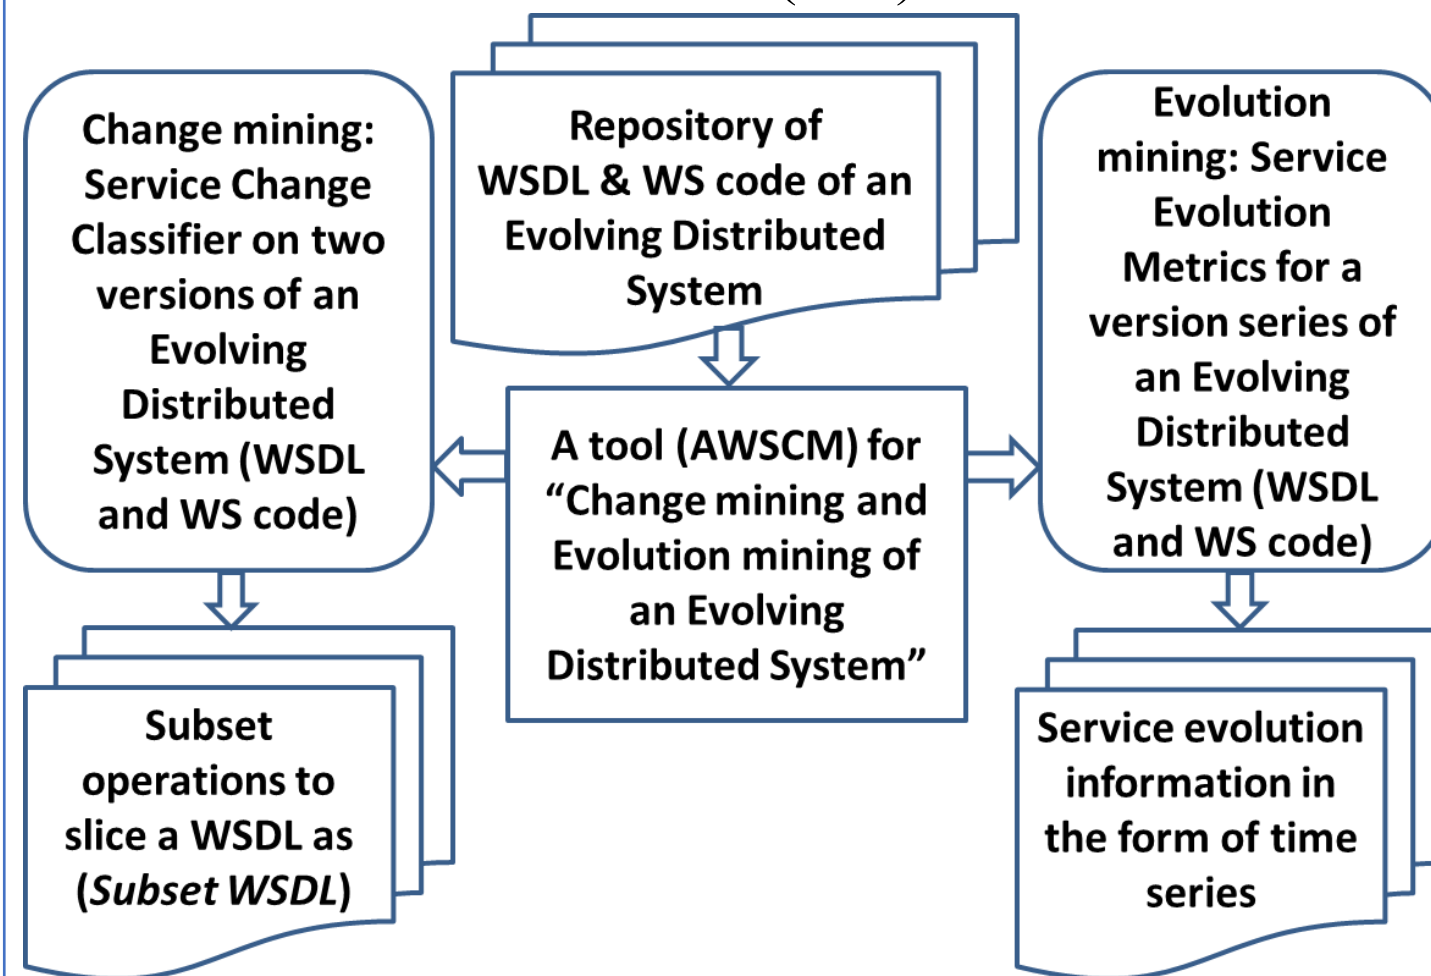 Change mining:
Service Change
Classifier on two
versions of an
Evolving
Distributed
System (WSDL
and WS code)
Repository of
WSDL & WS code of an
Evolving Distributed
System
Evolution
mining: Service
Evolution
Metrics for a
version series of
an Evolving
Distributed
System (WSDL
and WS code)
A tool (AWSCM) for
“Change mining and
Evolution mining of
an Evolving
Distributed System”
Subset
operations to
slice a WSDL as
(Subset WSDL)
Service evolution
information in
the form of time
series